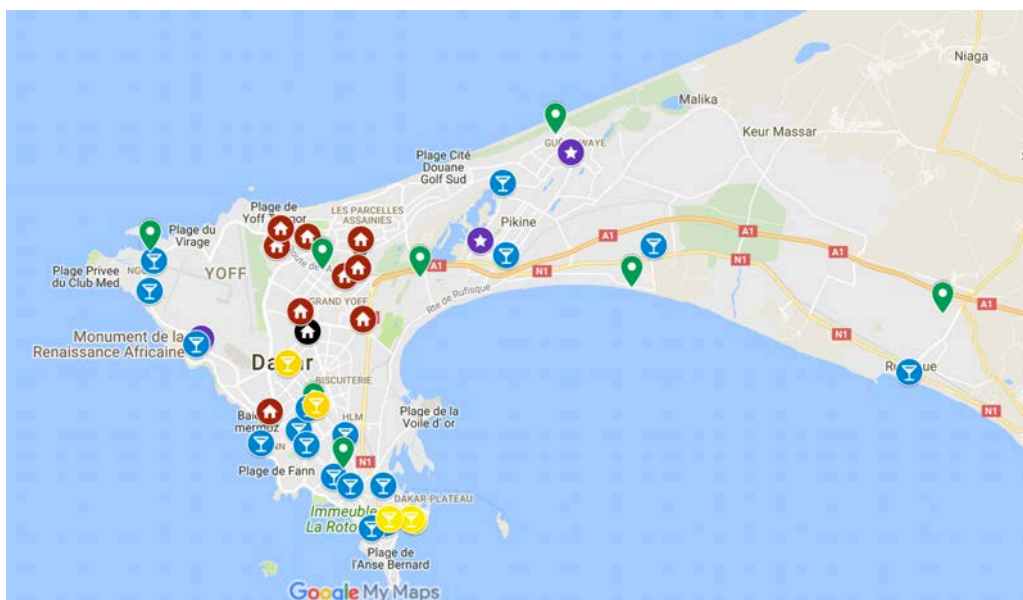 Niaga
Malika
Keur Massar
Plage Cité
Douane
Golf Sud
Plage de
LES PARCELLES
ASSAINIES
Pikine
Plage du
Virage
YOFF
A1
A1
A1
A1
N1
N1
N1
N1
Plage Privee
du Club Med
Rte de Rufisque
GRAND YOFF
Monument de la
Renaissance Africaine
BISCUITERIE
HLM
Plage de la
Voile d' or
Plage de Fann
DAKAR-PLATEAU
Immeuble
La Roto
Plage de
l'Anse Bernard
Google My Maps